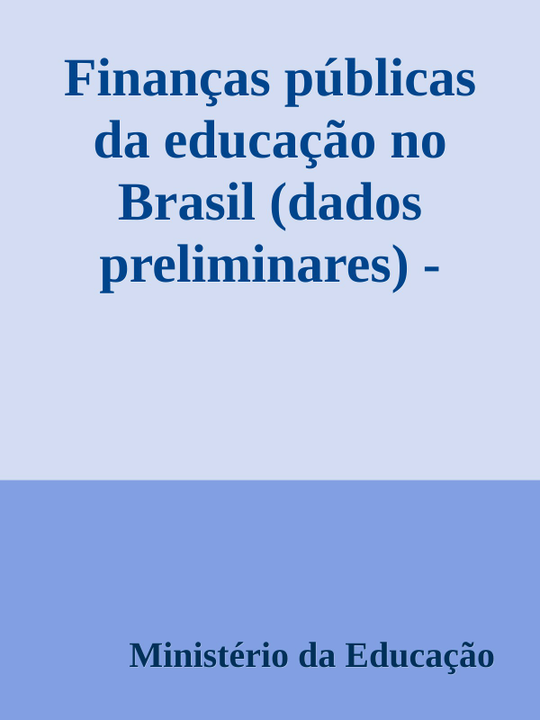 Finanças públicas
da educação no
Brasil (dados
preliminares) -
Ministério da Educação